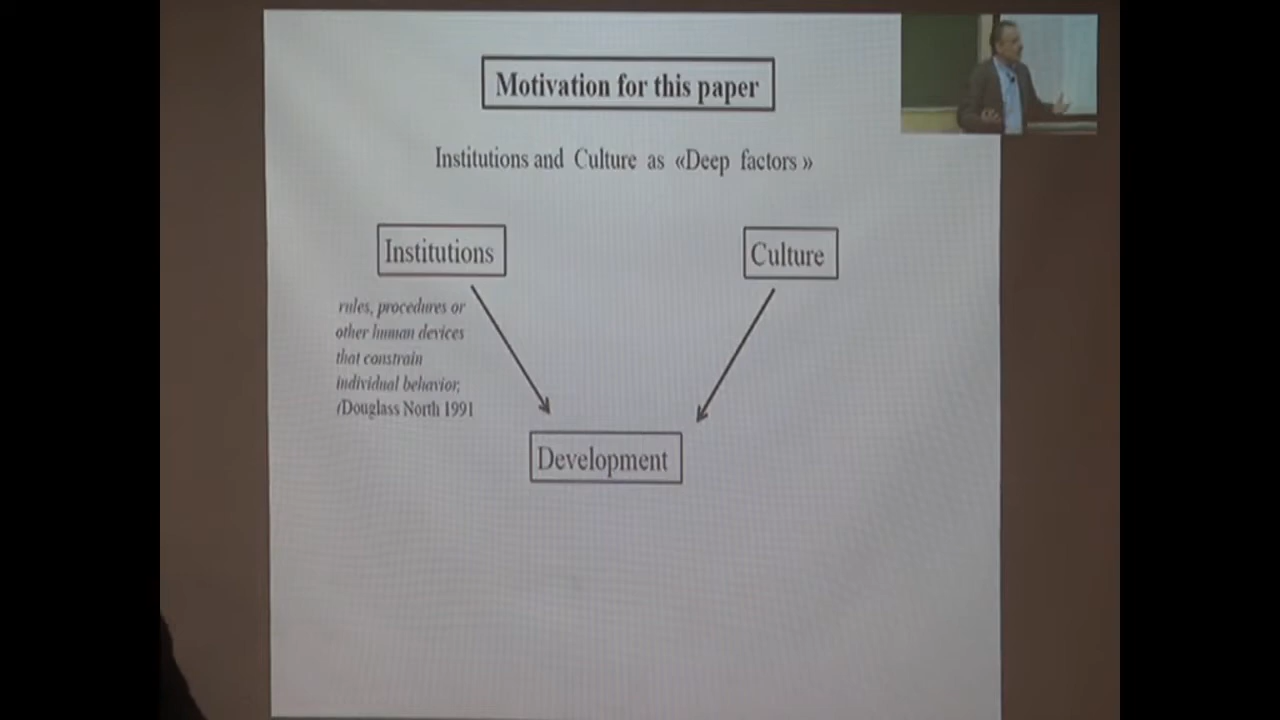 Motivation for this paper
Institutions and Culture as «Deep factors »
Institutions
Culture
rules, procedures or
other human devices
that constrain
individual behavior,
(Douglass North 1991
Development